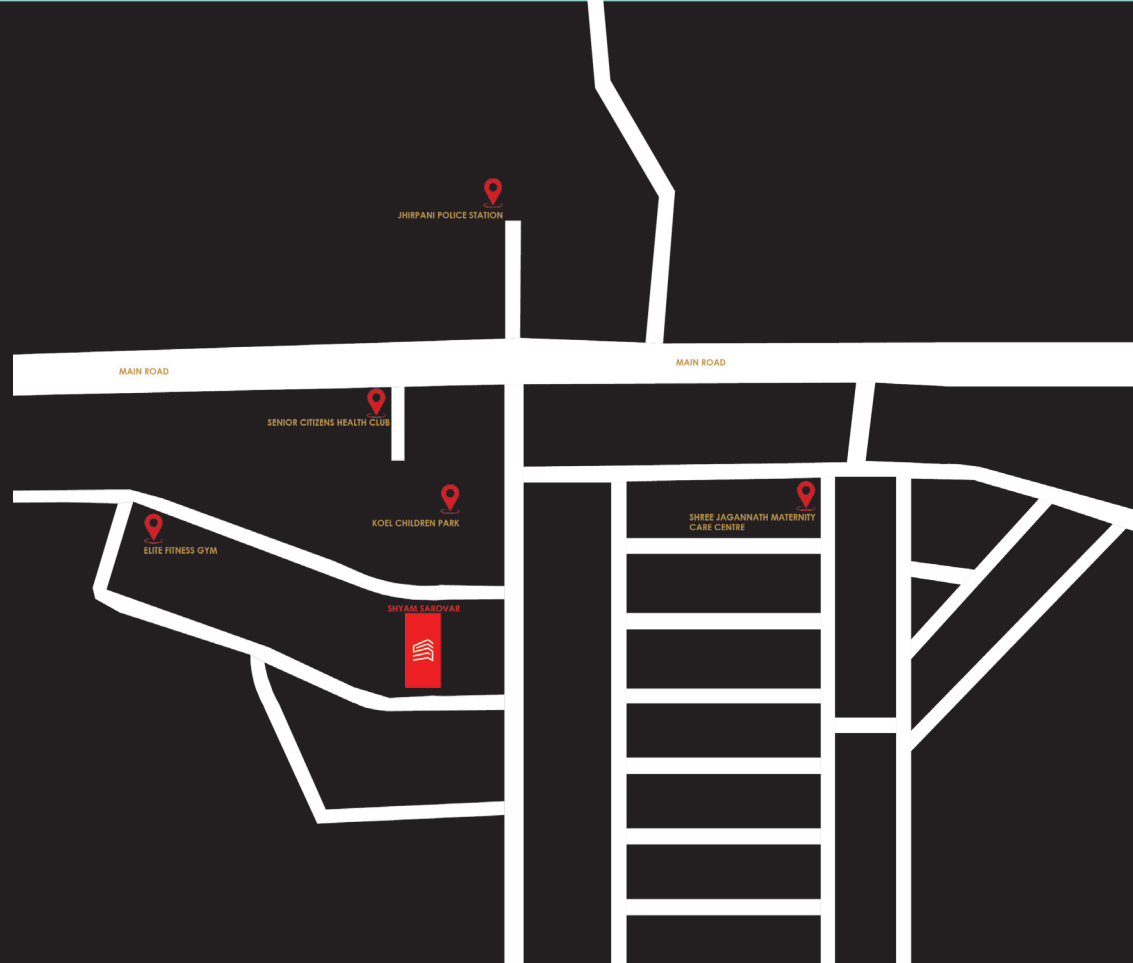 JHIRPANI POLICE STATION
MAIN ROAD
MAIN ROAD
SENIOR CITIZENS HEALTH CLUB
KOEL CHILDREN PARK
SHREE JAGANNATH MATERNITY
CARE CENTRE
ELITE FITNESS GYM
SHYAM SAROVAR